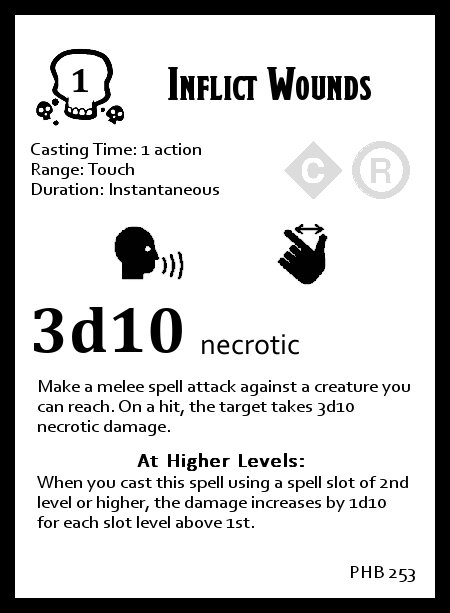 1
Inflict Wounds
Casting Time: 1 action
Range: Touch
Duration: Instantaneous
C R
3d10 necrotic
Make a melee spell attack against a creature you
can reach. On a hit, the target takes 3d10
necrotic damage.
At Higher Levels:
When you cast this spell using a spell slot of 2nd
level or higher, the damage increases by 1d10
for each slot level above 1st.
PHB 253